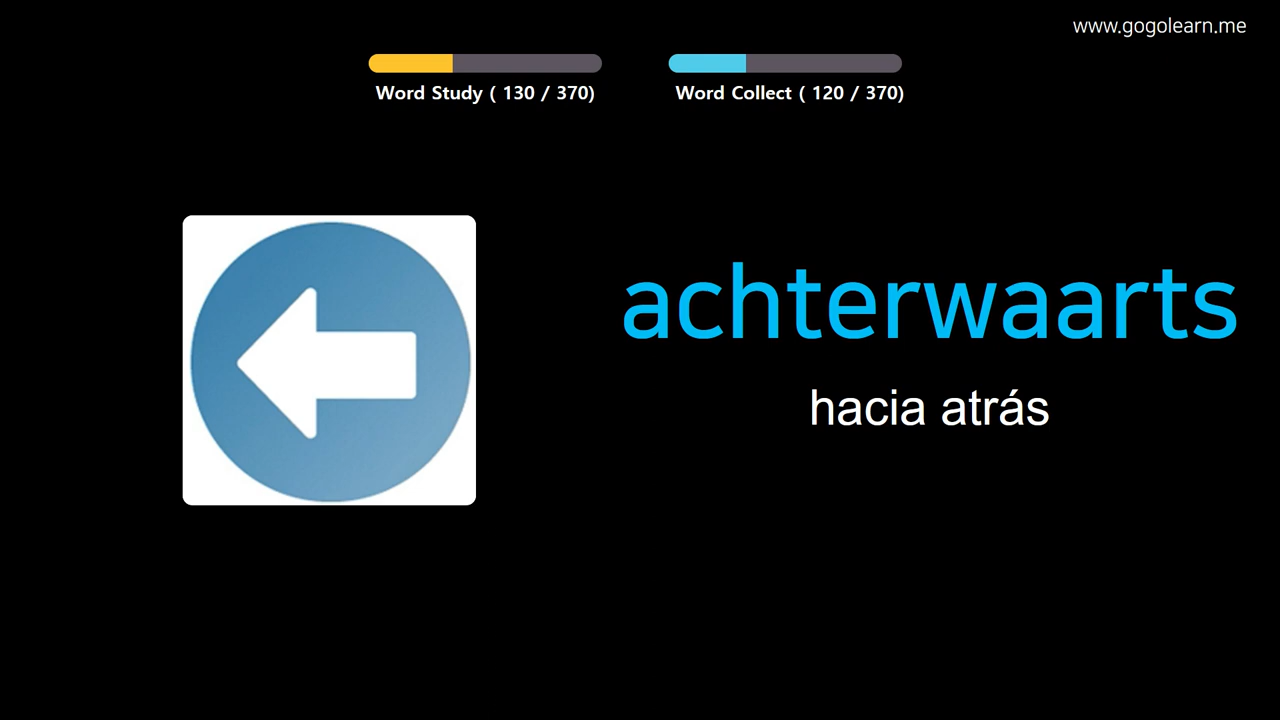 www.gogolearn.me
Word Study ( 130 / 370)
Word Collect ( 120 / 370)
achterwaarts
hacia atrás